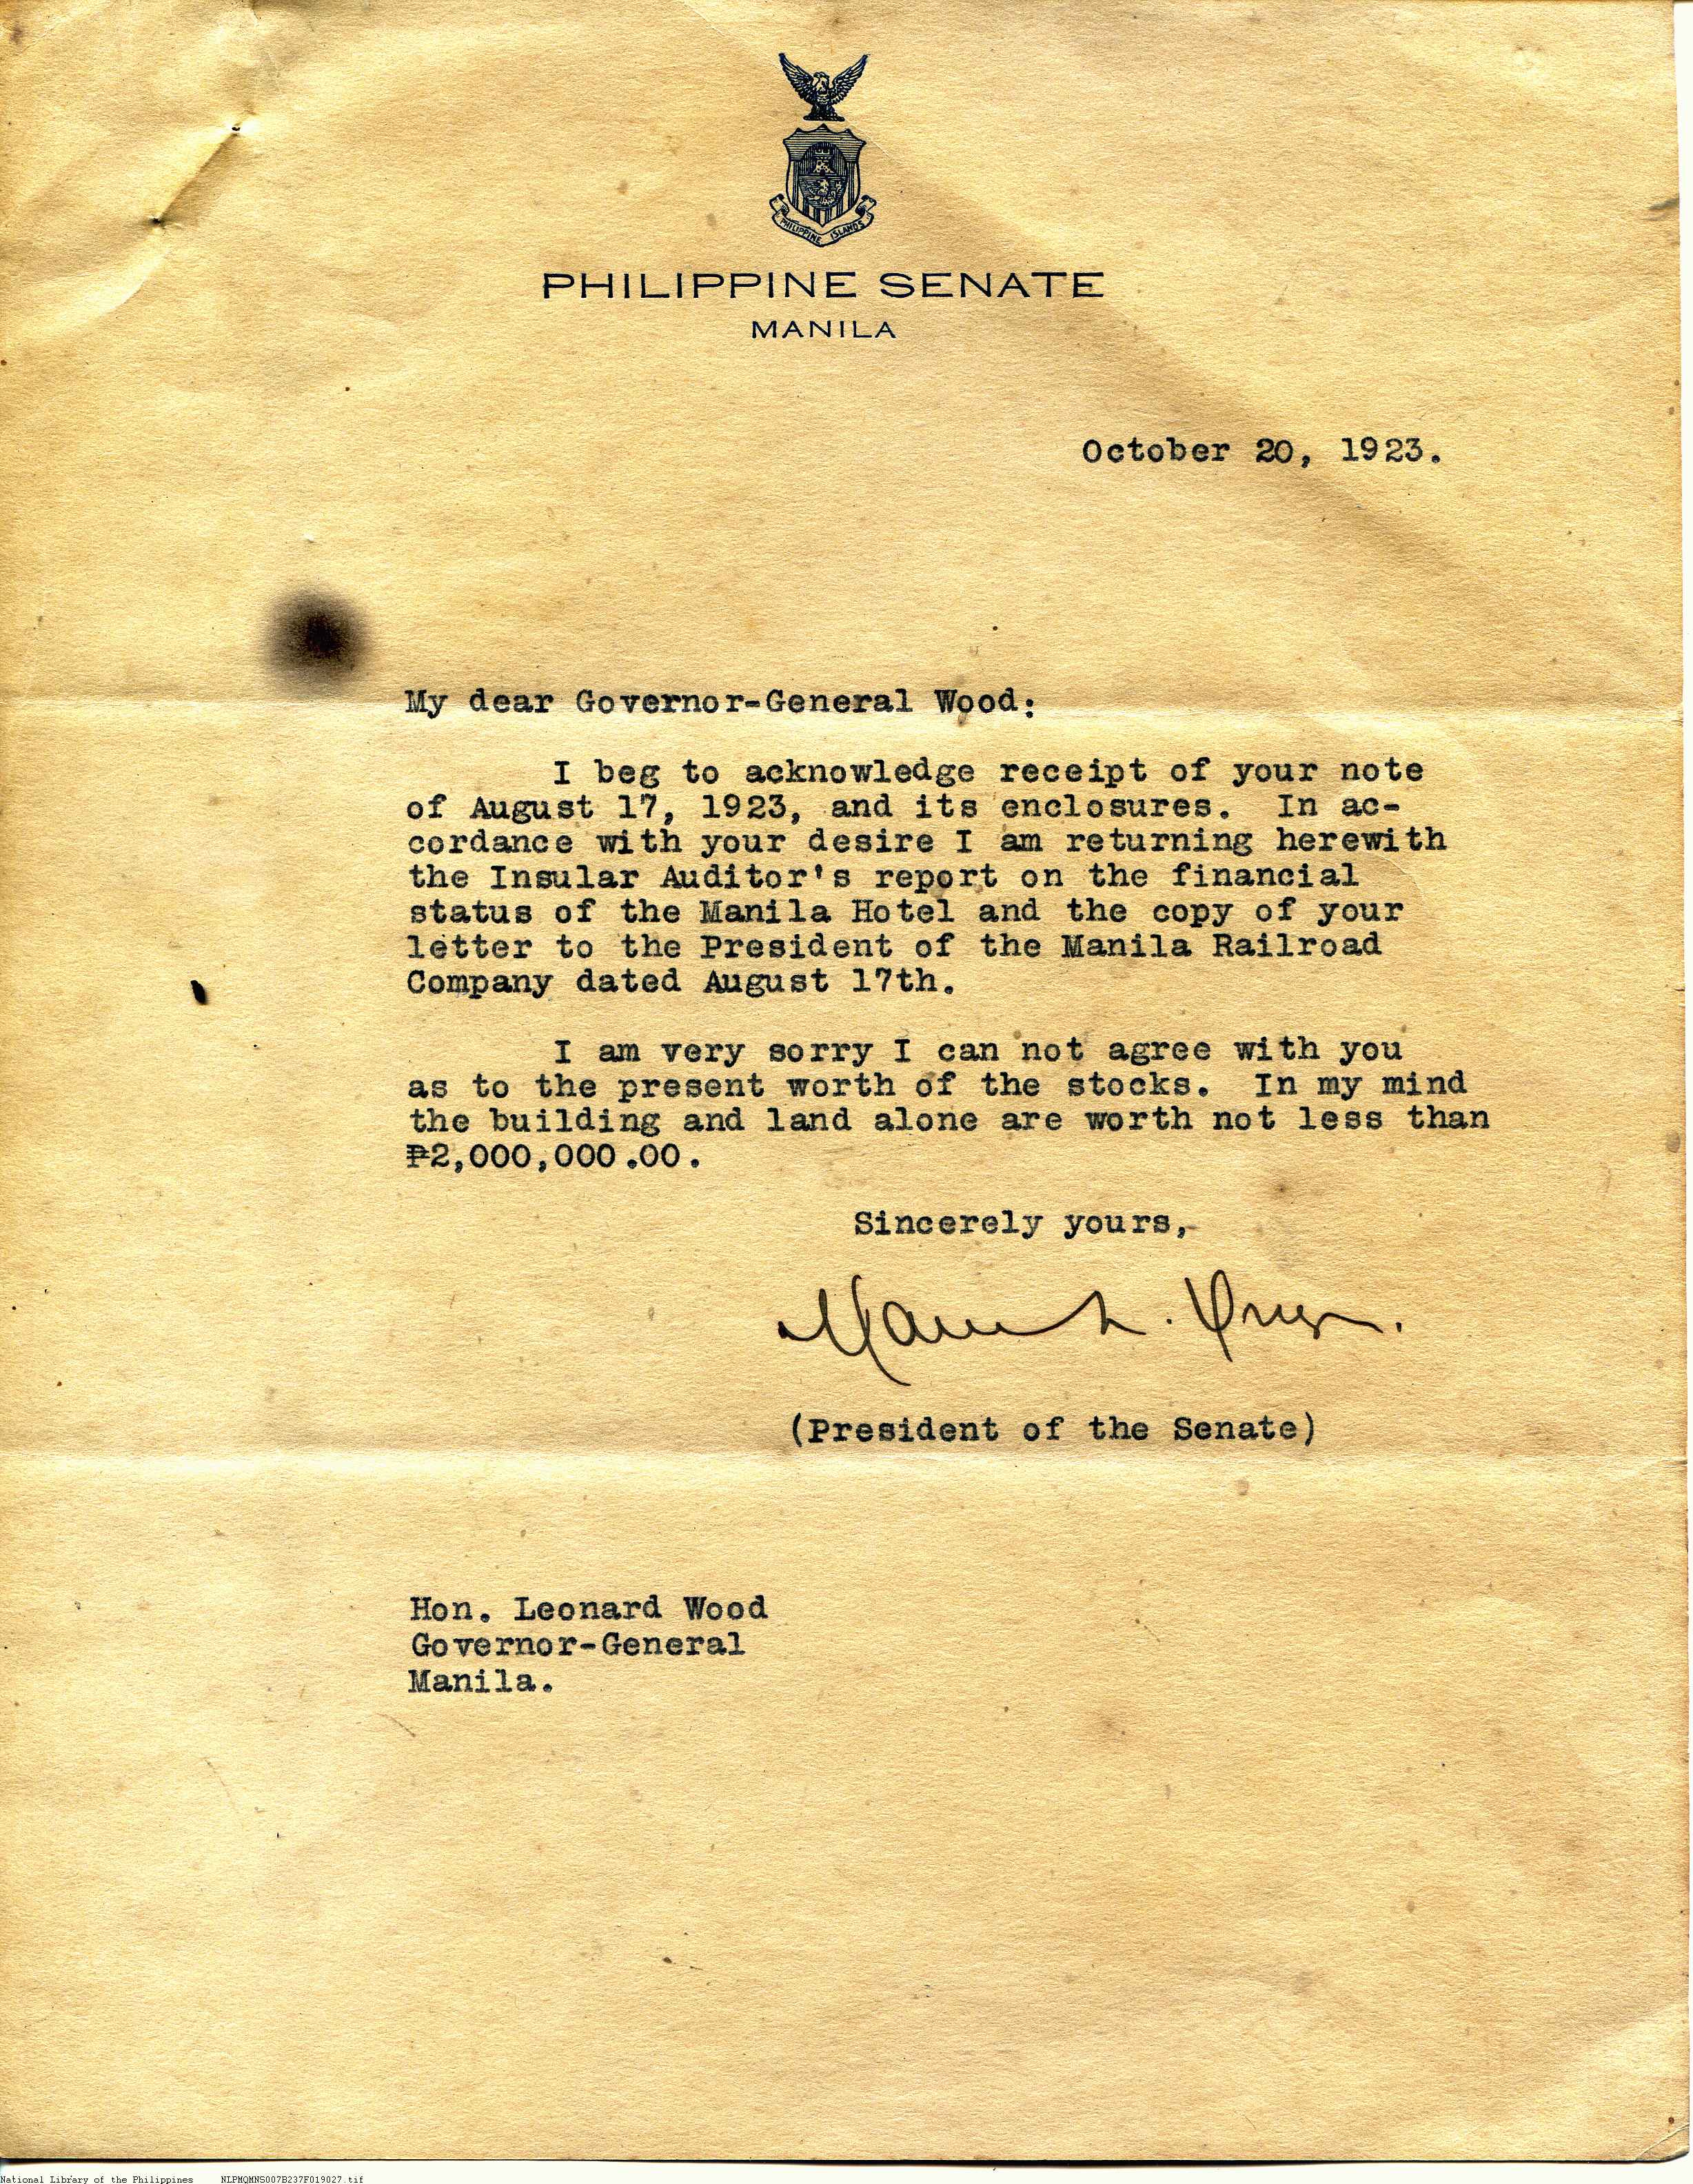 PHILIPPINE ISLANDS
PHILIPPINE SENATE
MANILA
October 20, 1923.
My dear Governor-General Wood:
I beg to acknowledge receipt of your note
of August 17, 1923, and its enclosures. In ac-
cordance with your desire I am returning herewith
the Insular Auditor's report on the financial
status of the Manila Hotel and the copy of your
letter to the President of the Manila Railroad
Company dated August 17th.
I am very sorry I can not agree with you
as to the present worth of the stocks. In my mind
the building and land alone are worth not less than
₱2,000,000.00.
Sincerely yours,
Manuel L. Quezon.
(President of the Senate)
Hon. Leonard Wood
Governor-General
Manila.
National Library of the Philippines NLPMQMNS007B237F019027.tif